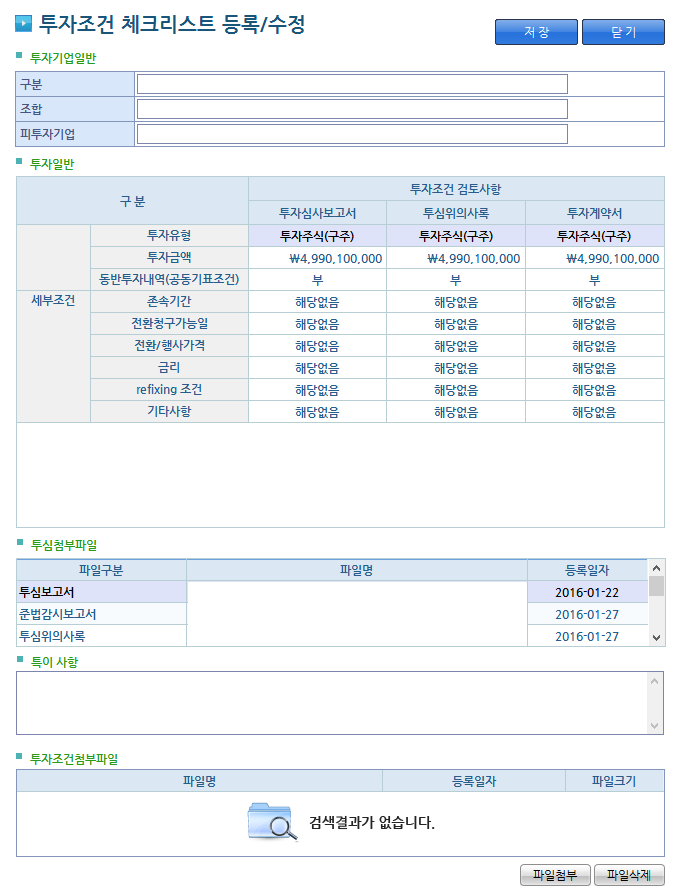 투자조건 체크리스트 등록/수정
저 장 닫 기
투자기업일반
구분
조합
피투자기업
투자일반
구 분 투자조건 검토사항
투자심사보고서 투심위의사록 투자계약서
투자유형 투자주식(구주) 투자주식(구주) 투자주식(구주)
투자금액 ₩4,990,100,000 ₩4,990,100,000 ₩4,990,100,000
동반투자내역(공동기표조건) 부 부 부
세부조건 존속기간 해당없음 해당없음 해당없음
전환청구가능일 해당없음 해당없음 해당없음
전환/행사가격 해당없음 해당없음 해당없음
금리 해당없음 해당없음 해당없음
refixing 조건 해당없음 해당없음 해당없음
기타사항 해당없음 해당없음 해당없음
투심첨부파일
파일구분 파일명 등록일자
투심보고서 2016-01-22
준법감시보고서 2016-01-27
투심위의사록 2016-01-27
특이 사항
투자조건첨부파일
파일명 등록일자 파일크기
검색결과가 없습니다.
파일첨부 파일삭제